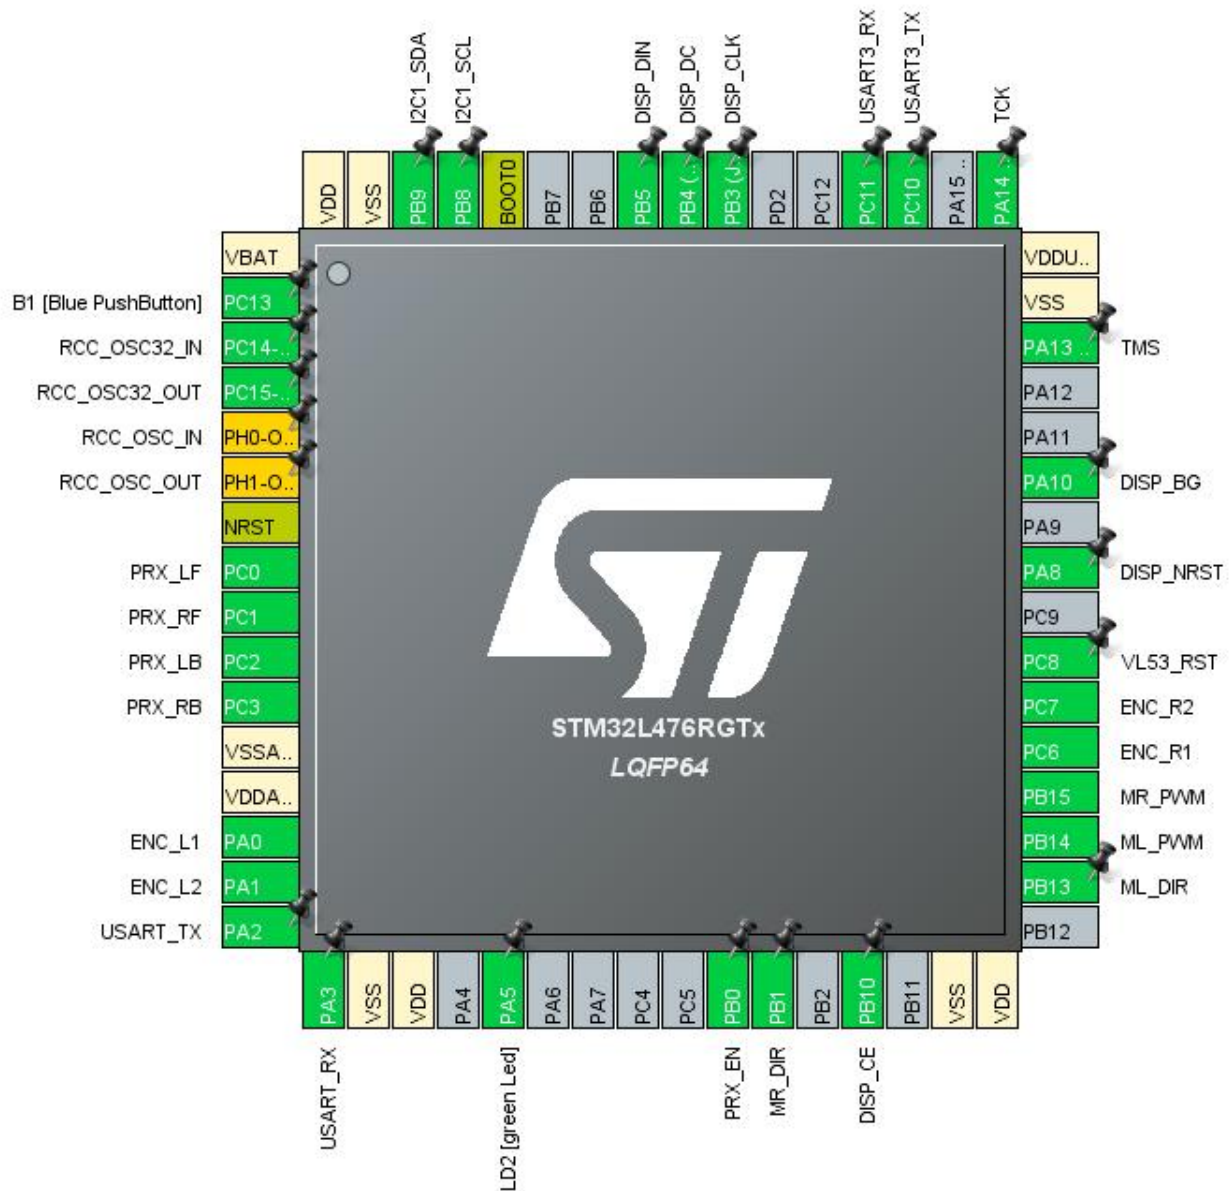 I2C1_SDA
I2C1_SCL
DISP_DIN
DISP_DC
DISP_CLK
USART3_RX
USART3_TX
TCK
VDD
VSS
PB9
PB8
BOOT0
PB7
PB6
PB5
PB4 (..
PB3 (J..
PD2
PC12
PC11
PC10
PA15 ..
PA14 ..
VBAT
B1 [Blue PushButton] PC13
RCC_OSC32_IN PC14-..
RCC_OSC32_OUT PC15-..
RCC_OSC_IN PH0-O..
RCC_OSC_OUT PH1-O..
NRST
PRX_LF PC0
PRX_RF PC1
PRX_LB PC2
PRX_RB PC3
VSSA..
VDDA..
ENC_L1 PA0
ENC_L2 PA1
USART_TX PA2
STM32L476RGTx
LQFP64
VDDU..
VSS
PA13 .. TMS
PA12
PA11
PA10 DISP_BG
PA9
PA8 DISP_NRST
PC9
PC8 VL53_RST
PC7 ENC_R2
PC6 ENC_R1
PB15 MR_PWM
PB14 ML_PWM
PB13 ML_DIR
PB12
PA3
VSS
VDD
PA4
PA5
PA6
PA7
PC4
PC5
PB0
PB1
PB2
PB10
PB11
VSS
VDD
USART_RX
LD2 [green Led]
PRX_EN
MR_DIR
DISP_CE